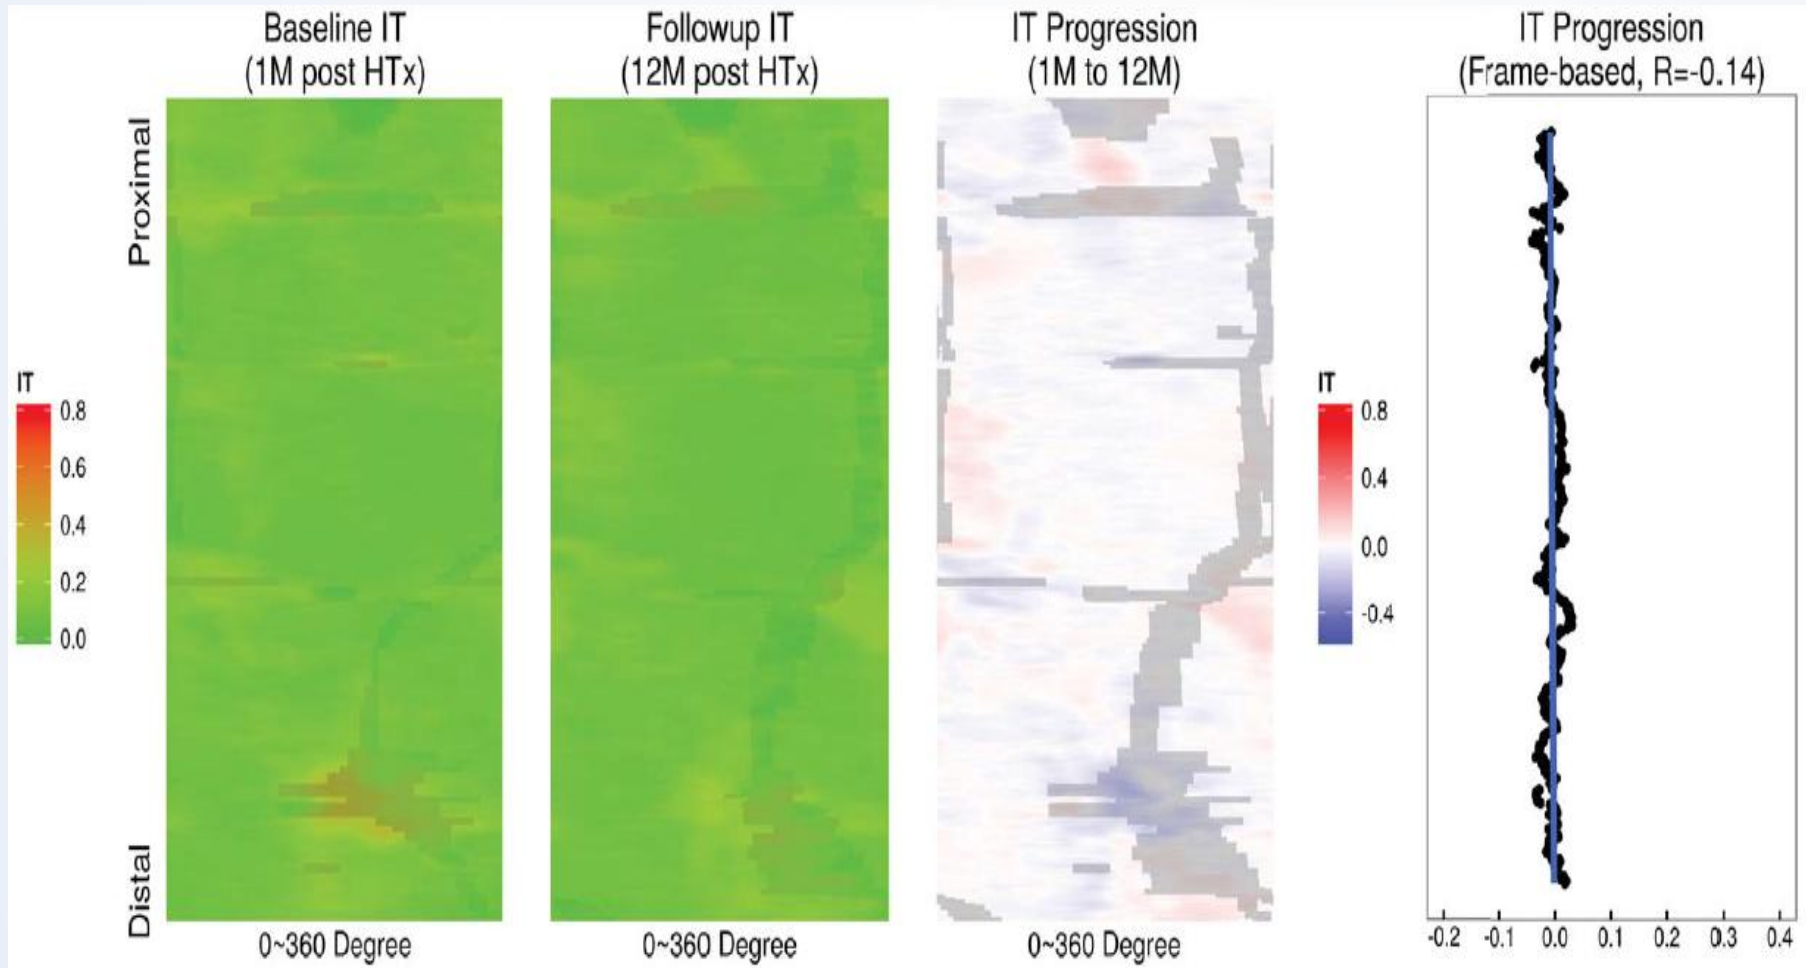 Baseline IT
(1M post HTx)
Followup IT
(12M post HTx)
IT Progression
(1M to 12M)
IT Progression
(Frame-based, R=-0.14)
Proximal
Distal
IT
0.8
0.6
0.4
0.2
0.0
IT
0.8
0.4
0.0
-0.4
0~360 Degree
0~360 Degree
0~360 Degree
-0.2 -0.1 0.0 0.1 0.2 0.3 0.4